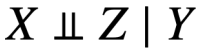 X ⫫ Z | Y